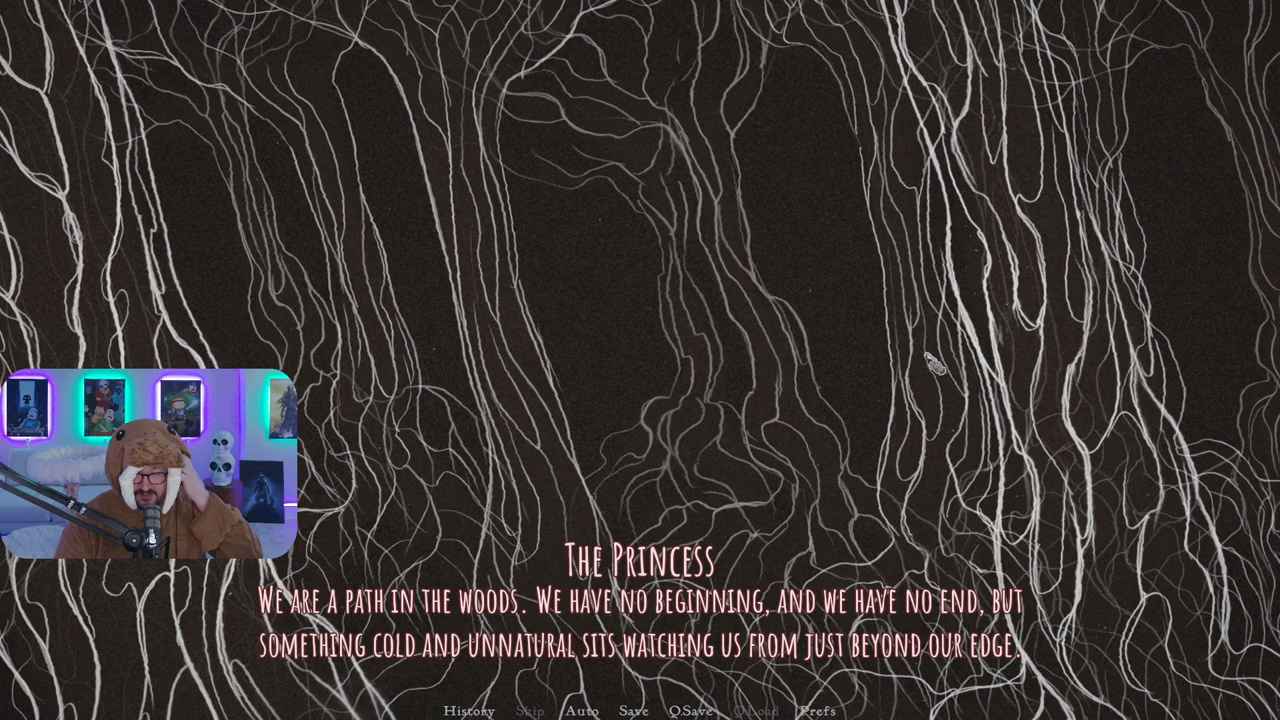 The Princess
We are a path in the woods. We have no beginning, and we have no end, but
something cold and unnatural sits watching us from just beyond our edge.
History Skip Auto Save Q.Save Q.Load Prefs